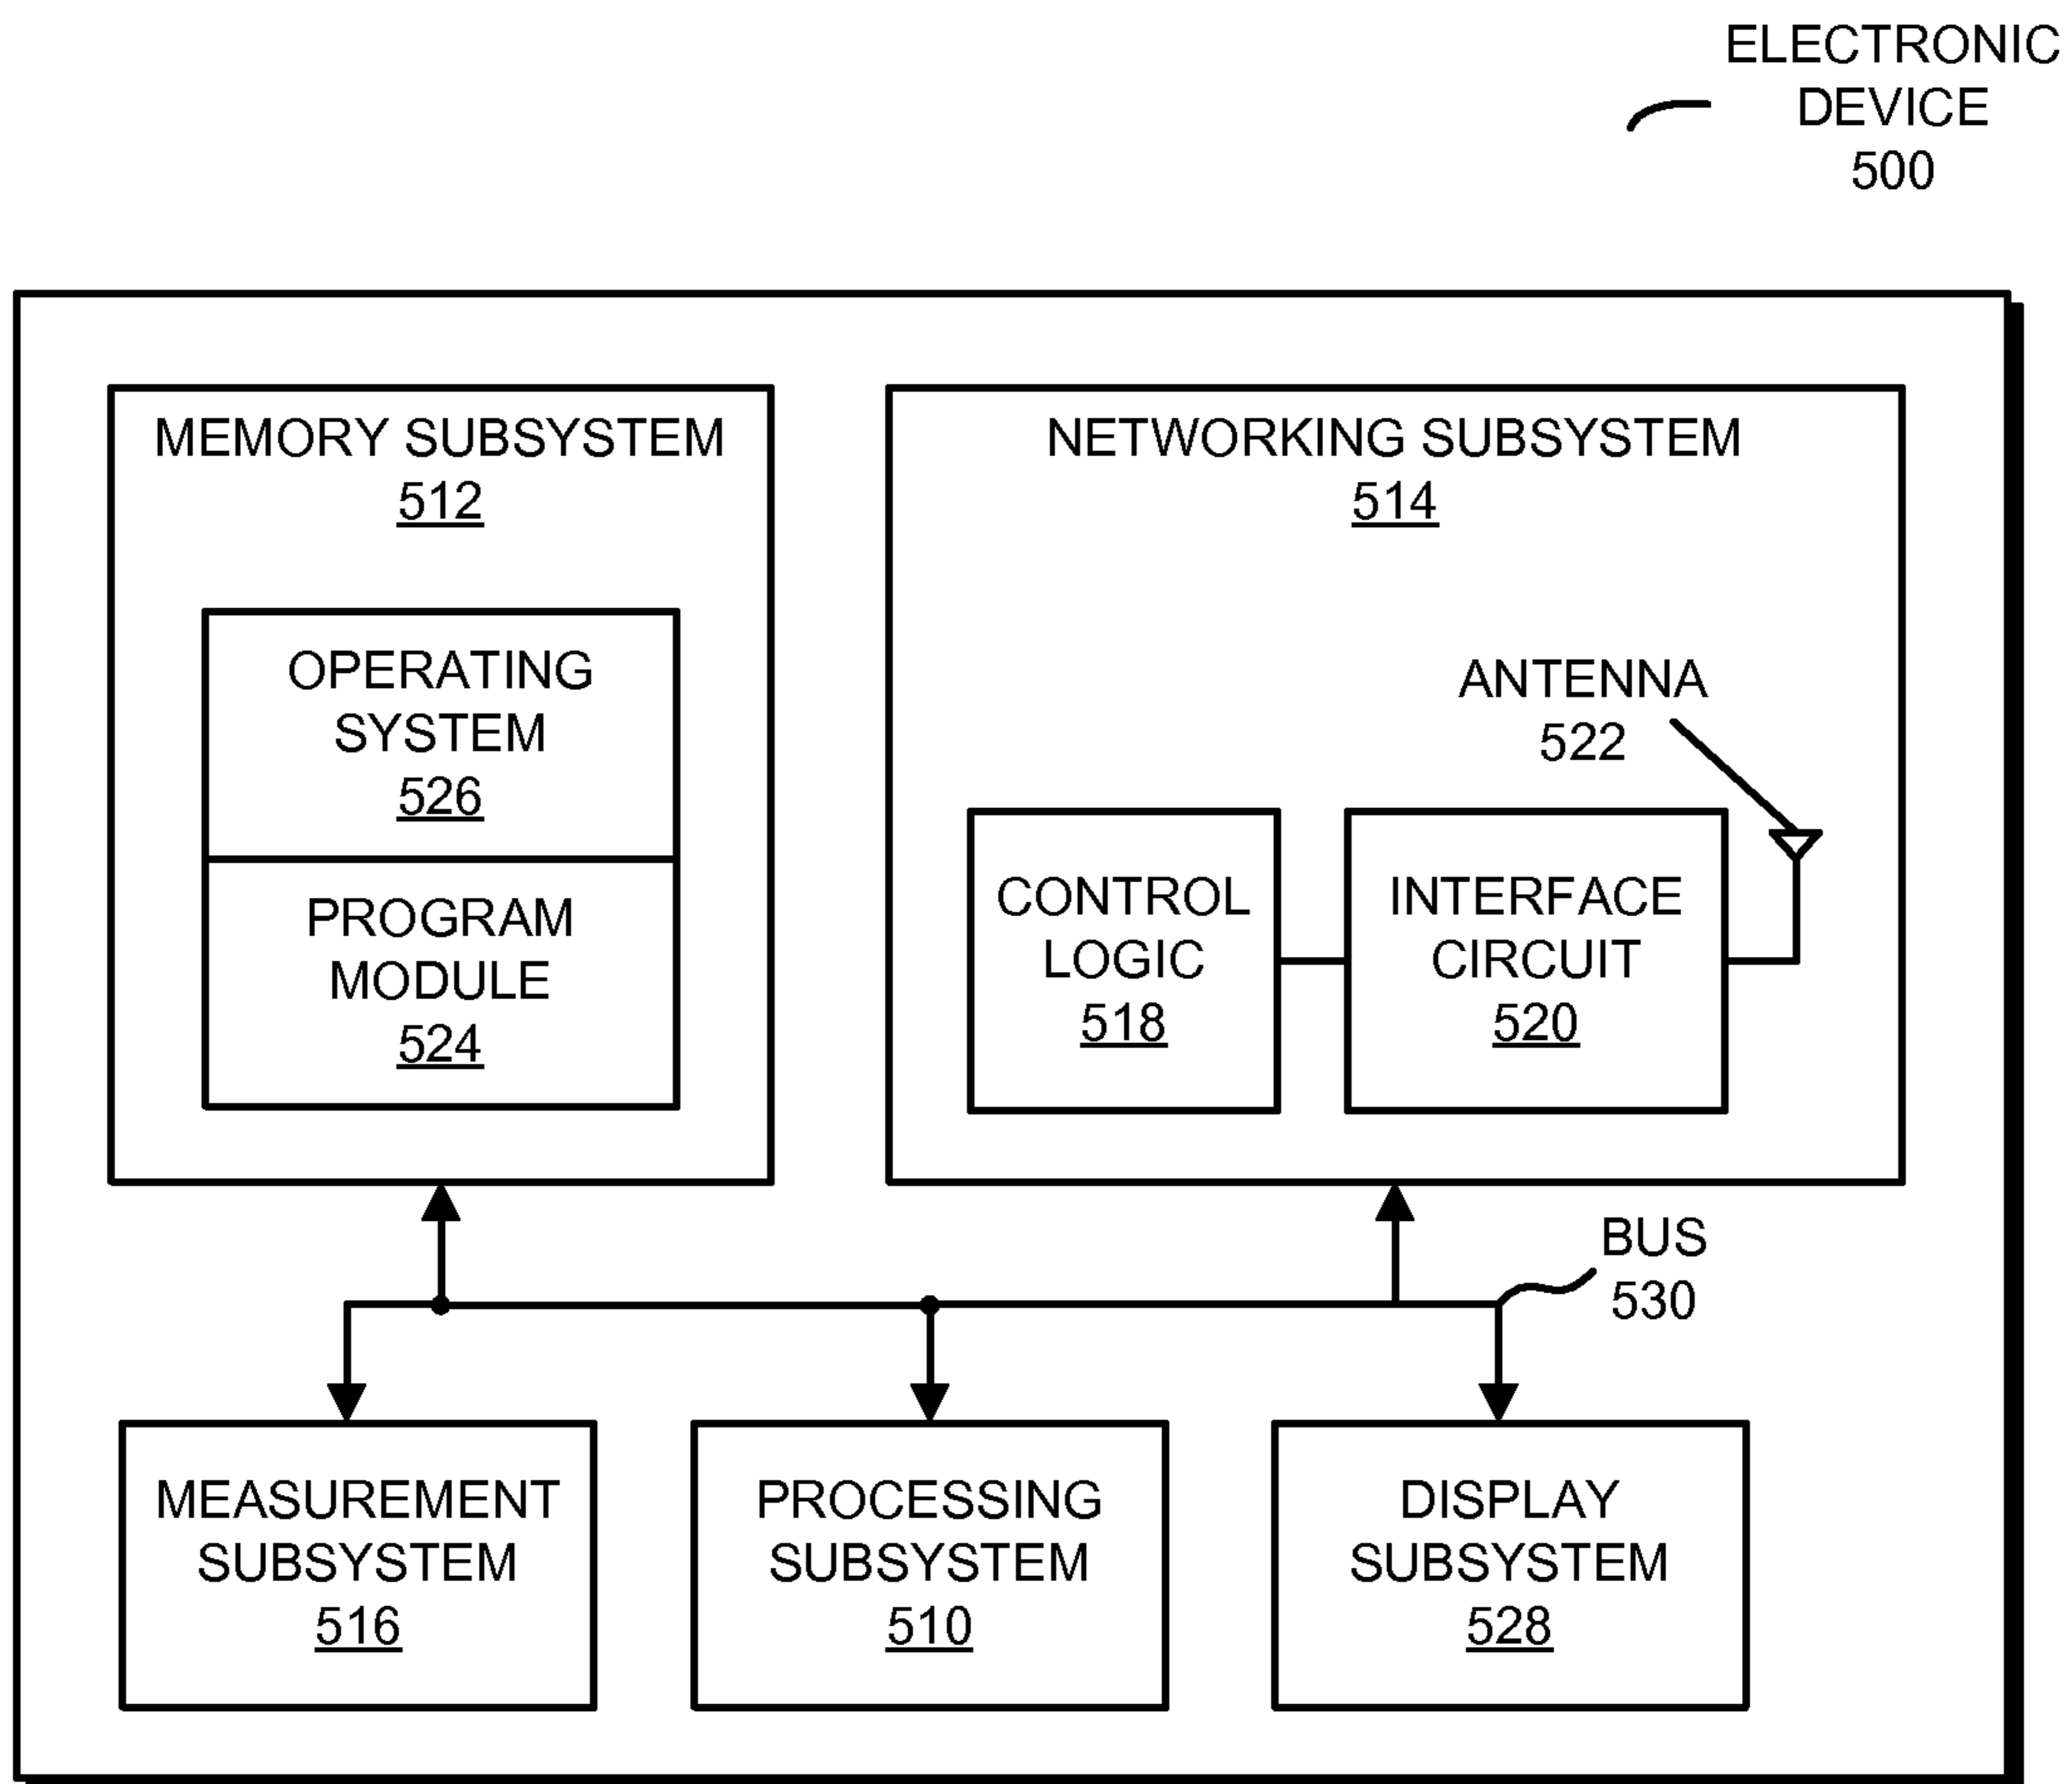 ELECTRONIC
DEVICE
500
MEMORY SUBSYSTEM
512
OPERATING
SYSTEM
526
PROGRAM
MODULE
524
NETWORKING SUBSYSTEM
514
ANTENNA
522
CONTROL
LOGIC
518
INTERFACE
CIRCUIT
520
BUS
530
MEASUREMENT
SUBSYSTEM
516
PROCESSING
SUBSYSTEM
510
DISPLAY
SUBSYSTEM
528